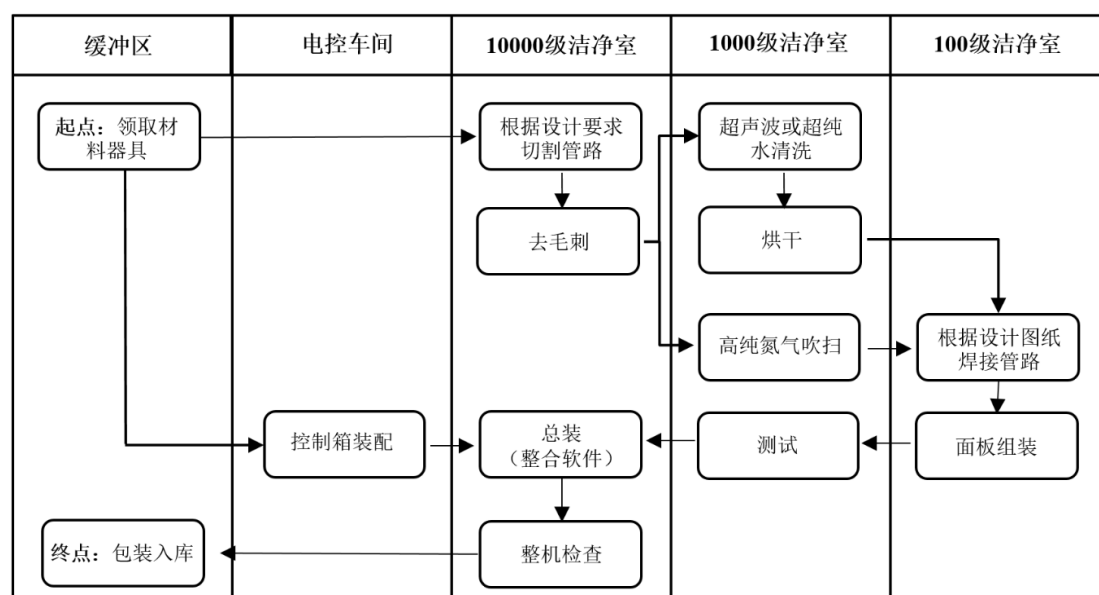 缓冲区
电控车间
10000级洁净室
1000级洁净室
100级洁净室
起点：领取材
料器具
根据设计要求
切割管路
超声波或超纯
水清洗
去毛刺
烘干
高纯氮气吹扫
根据设计图纸
焊接管路
控制箱装配
总装
（整合软件）
测试
面板组装
终点：包装入库
整机检查